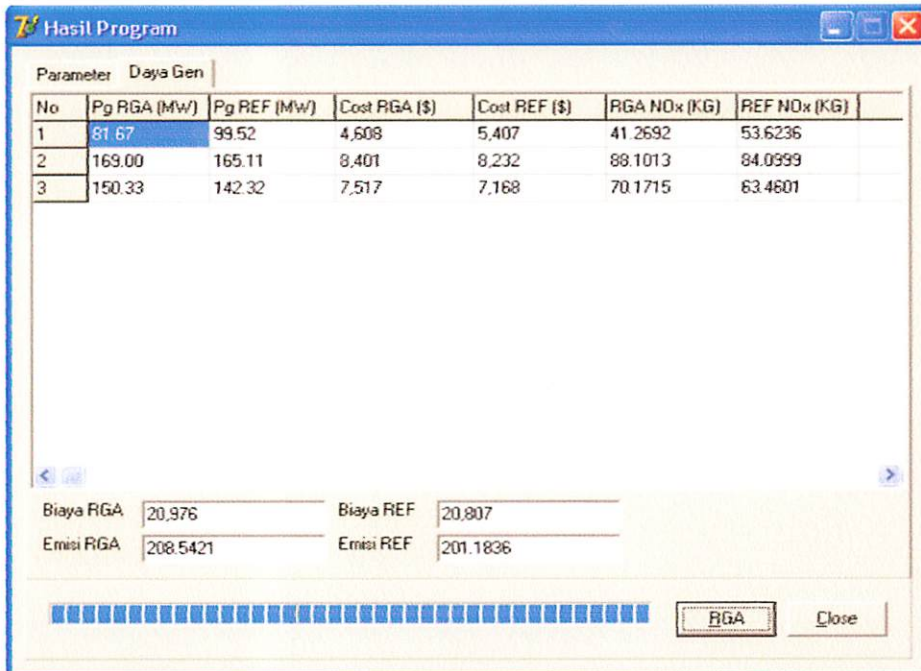 Hasil Program
Parameter Daya Gen
No Pg RGA (MW) Pg REF (MW) Cost RGA ($) Cost REF ($) RGA NOx (KG) REF NOx (KG)
1 81.67 99.52 4,608 5,407 41.2692 53.6236
2 169.00 165.11 8,401 8,232 88.1013 84.0999
3 150.33 142.32 7,517 7,168 70.1715 63.4601
Biaya RGA 20,976 Biaya REF 20,807
Emisi RGA 208.5421 Emisi REF 201.1836
RGA Close